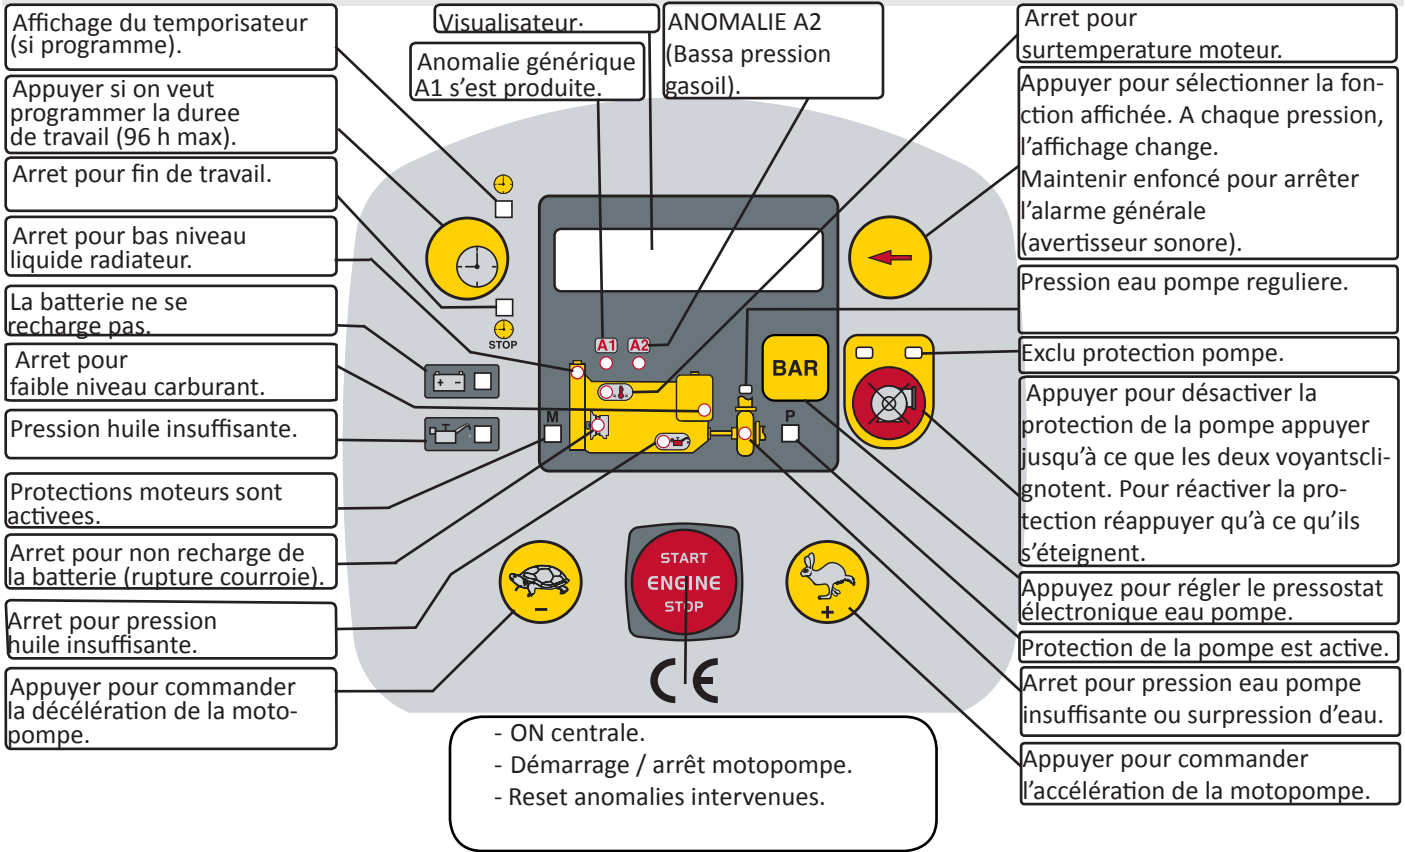 Affichage du temporisateur
(si programme).
Appuyer si on veut
programmer la duree
de travail (96 h max).
Arret pour fin de travail.
Arret pour bas niveau
liquide radiateur.
La batterie ne se
recharge pas.
Arret pour
faible niveau carburant.
Pression huile insuffisante.
Protections moteurs sont
activees.
Arret pour non recharge de
la batterie (rupture courroie).
Arret pour pression
huile insuffisante.
Appuyer pour commander
la décélération de la moto-
pompe.
Visualisateur.
Anomalie générique
A1 s’est produite.
ANOMALIE A2
(Bassa pression
gasoil).
STOP
A1 A2
BAR
M
P
+ -
START
ENGINE
STOP
-
+
CE
- ON centrale.
- Démarrage / arrêt motopompe.
- Reset anomalies intervenues.
Arret pour
surtemperature moteur.
Appuyer pour sélectionner la fon-
ction affichée. A chaque pression,
l’affichage change.
Maintenir enfoncé pour arrêter
l’alarme générale
(avertisseur sonore).
Pression eau pompe reguliere.
Exclu protection pompe.
Appuyer pour désactiver la
protection de la pompe appuyer
jusqu’à ce que les deux voyantscli-
gnotent. Pour réactiver la pro-
tection réappuyer qu’à ce qu’ils
s’éteignent.
Appuyez pour régler le pressostat
électronique eau pompe.
Protection de la pompe est active.
Arret pour pression eau pompe
insuffisante ou surpression d’eau.
Appuyer pour commander
l’accélération de la motopompe.